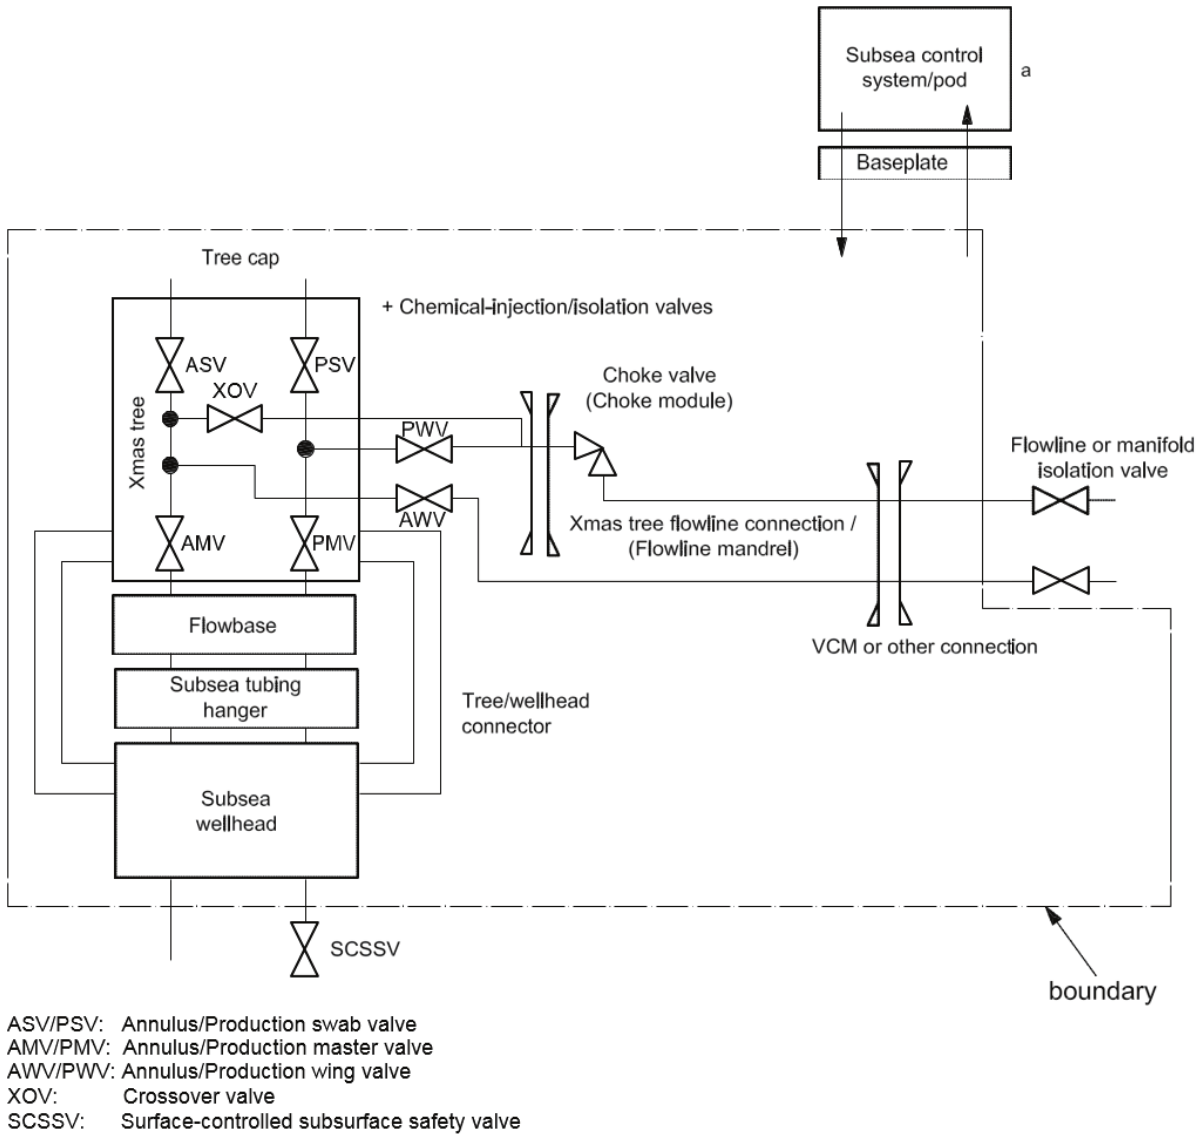 Subsea control
system/pod
a
Baseplate
Tree cap
+ Chemical-injection/isolation valves
ASV
PSV
XOV
Choke valve
(Choke module)
Xmas tree
PWV
Flowline or manifold
isolation valve
AWV
Xmas tree flowline connection /
(Flowline mandrel)
AMV
PMV
Flowbase
VCM or other connection
Subsea tubing
hanger
Tree/wellhead
connector
Subsea
wellhead
SCSSV
boundary
ASV/PSV: Annulus/Production swab valve
AMV/PMV: Annulus/Production master valve
AWV/PWV: Annulus/Production wing valve
XOV: Crossover valve
SCSSV: Surface-controlled subsurface safety valve